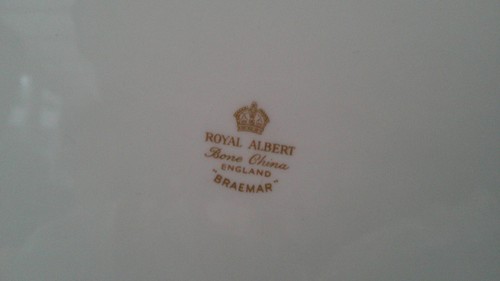 ROYAL ALBERT
Bone China
ENGLAND
"BRAEMAR"